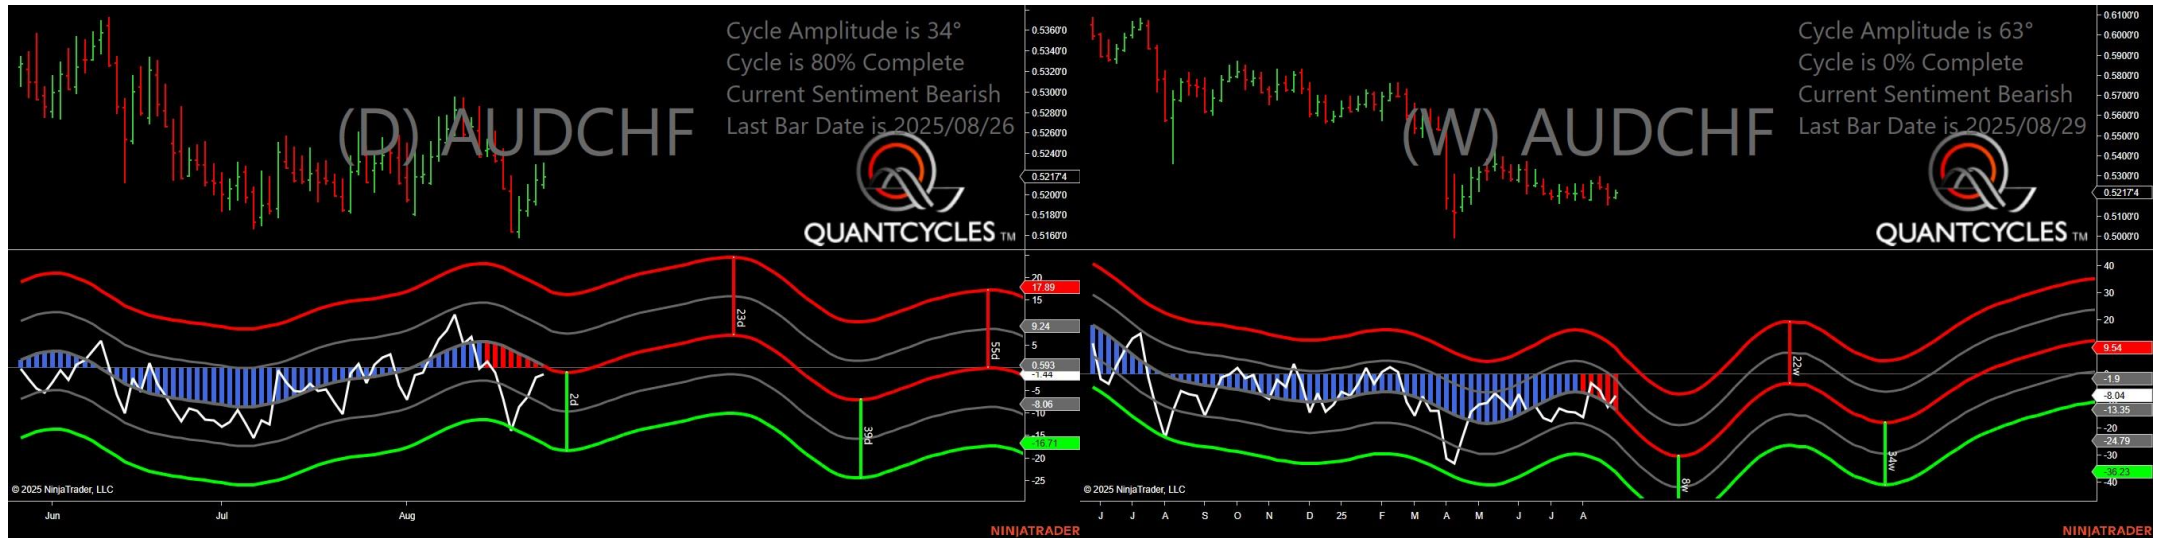 Cycle Amplitude is 34°
Cycle is 80% Complete
Current Sentiment Bearish
Last Bar Date is 2025/08/26
(D) AUDCHF
QUANTCYCLES TM
0.5360'0
0.5340'0
0.5320'0
0.5300'0
0.5280'0
0.5260'0
0.5240'0
0.5217'4
0.5200'0
0.5180'0
0.5160'0
20
17.89
15
9.24
5
0.593
-1.44
-5
-8.06
-10
-15
-16.71
-20
-25
2d
23d
39d
55d
© 2025 NinjaTrader, LLC
Jun Jul Aug
NINJATRADER
Cycle Amplitude is 63°
Cycle is 0% Complete
Current Sentiment Bearish
Last Bar Date is 2025/08/29
(W) AUDCHF
QUANTCYCLES TM
0.6100'0
0.6000'0
0.5900'0
0.5800'0
0.5700'0
0.5600'0
0.5500'0
0.5400'0
0.5300'0
0.5217'4
0.5100'0
0.5000'0
40
30
20
9.54
-1.9
-8.04
-13.35
-20
-24.79
-30
-36.23
-40
8w
22w
34w
© 2025 NinjaTrader, LLC
J J A S O N D 25 F M A M J J A
NINJATRADER